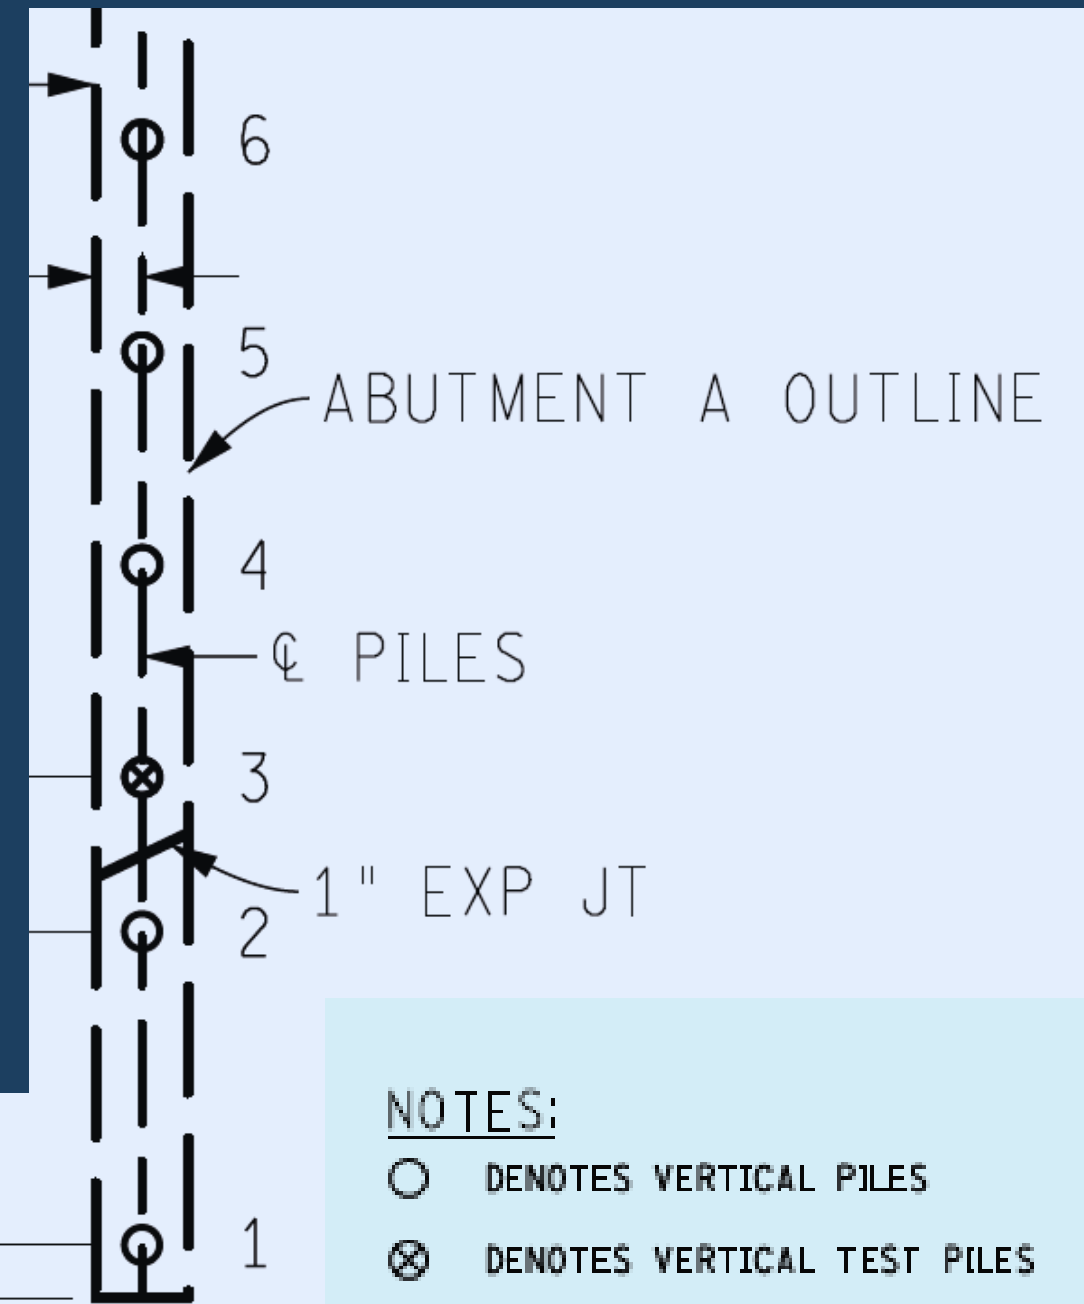 6
5
ABUTMENT A OUTLINE
4
℄ PILES
3
1" EXP JT
2
NOTES:
DENOTES VERTICAL PILES
1
DENOTES VERTICAL TEST PILES